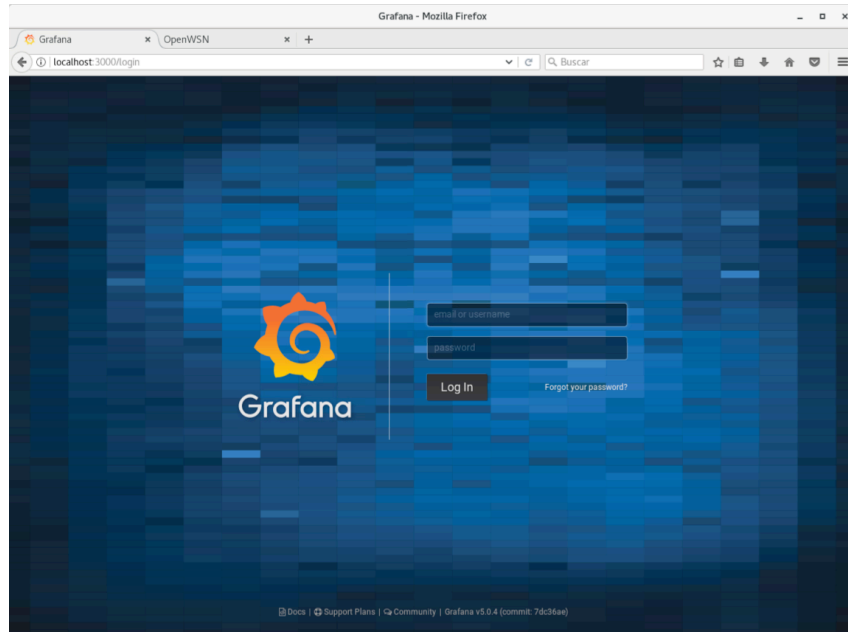 Grafana - Mozilla Firefox
Grafana
OpenWSN
localhost:3000/login
Buscar
email or username
password
Log In
Forgot your password?
Grafana
Docs | Support Plans | Community | Grafana v5.0.4 (commit: 7dc36ae)